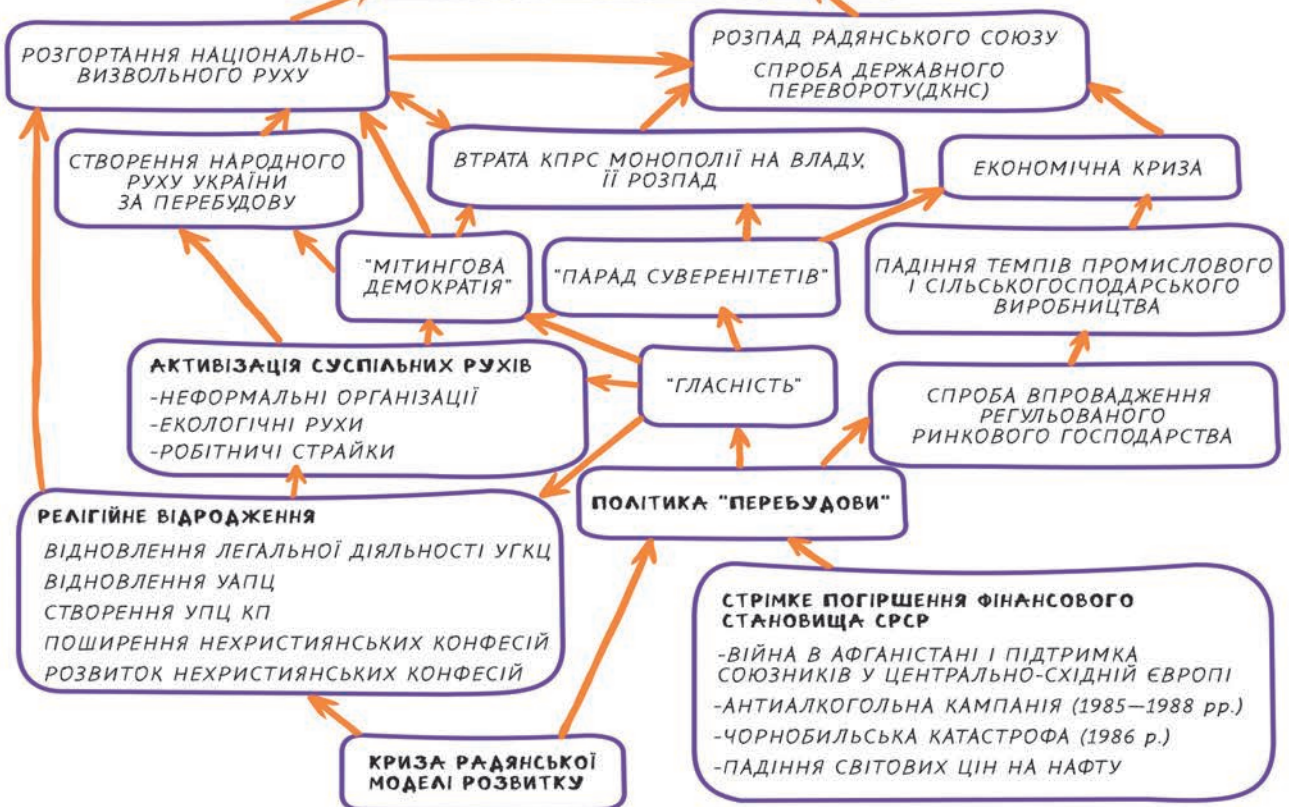 РОЗГОРТАННЯ НАЦІОНАЛЬНО-
ВИЗВОЛЬНОГО РУХУ
РОЗПАД РАДЯНСЬКОГО СОЮЗУ
СПРОБА ДЕРЖАВНОГО
ПЕРЕВОРОТУ(ДКНС)
СТВОРЕННЯ НАРОДНОГО
РУХУ УКРАЇНИ
ЗА ПЕРЕБУДОВУ
ВТРАТА КПРС МОНОПОЛІЇ НА ВЛАДУ,
ЇЇ РОЗПАД
ЕКОНОМІЧНА КРИЗА
"МІТИНГОВА
ДЕМОКРАТІЯ"
"ПАРАД СУВЕРЕНІТЕТІВ"
ПАДІННЯ ТЕМПІВ ПРОМИСЛОВОГО
І СІЛЬСЬКОГОСПОДАРСЬКОГО
ВИРОБНИЦТВА
АКТИВІЗАЦІЯ СУСПІЛЬНИХ РУХІВ
-НЕФОРМАЛЬНІ ОРГАНІЗАЦІЇ
-ЕКОЛОГІЧНІ РУХИ
-РОБІТНИЧІ СТРАЙКИ
"ГЛАСНІСТЬ"
СПРОБА ВПРОВАДЖЕННЯ
РЕГУЛЬОВАНОГО
РИНКОВОГО ГОСПОДАРСТВА
РЕЛІГІЙНЕ ВІДРОДЖЕННЯ
ВІДНОВЛЕННЯ ЛЕГАЛЬНОЇ ДІЯЛЬНОСТІ УГКЦ
ВІДНОВЛЕННЯ УАПЦ
СТВОРЕННЯ УПЦ КП
ПОШИРЕННЯ НЕХРИСТИЯНСЬКИХ КОНФЕСІЙ
РОЗВИТОК НЕХРИСТИЯНСЬКИХ КОНФЕСІЙ
ПОЛІТИКА "ПЕРЕБУДОВИ"
СТРІМКЕ ПОГІРШЕННЯ ФІНАНСОВОГО
СТАНОВИЩА СРСР
-ВІЙНА В АФГАНІСТАНІ І ПІДТРИМКА
СОЮЗНИКІВ У ЦЕНТРАЛЬНО-СХІДНІЙ ЄВРОПІ
-АНТИАЛКОГОЛЬНА КАМПАНІЯ (1985—1988 рр.)
-ЧОРНОБИЛЬСЬКА КАТАСТРОФА (1986 р.)
-ПАДІННЯ СВІТОВИХ ЦІН НА НАФТУ
КРИЗА РАДЯНСЬКОЇ
МОДЕЛІ РОЗВИТКУ